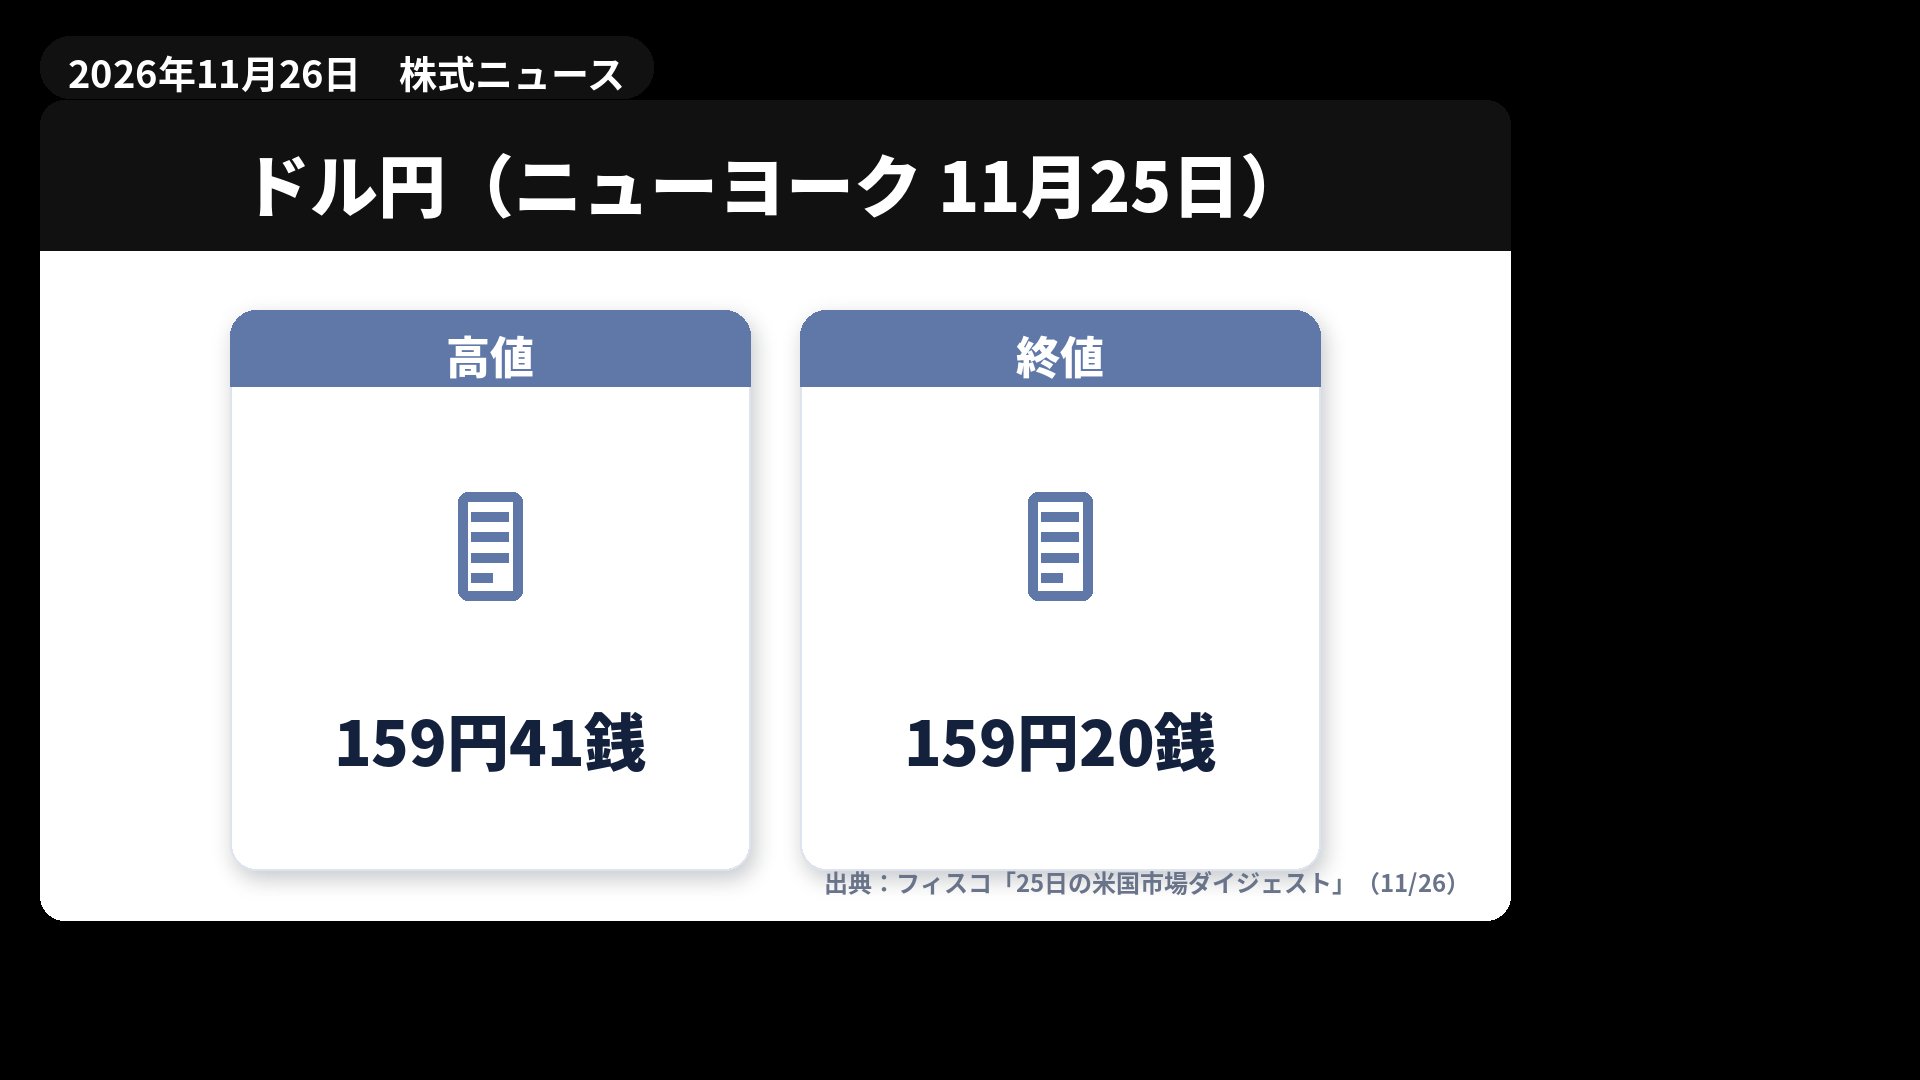 2026年11月26日　株式ニュース
ドル円（ニューヨーク 11月25日）
高値
終値
159円41銭
159円20銭
出典：フィスコ「25日の米国市場ダイジェスト」（11/26）